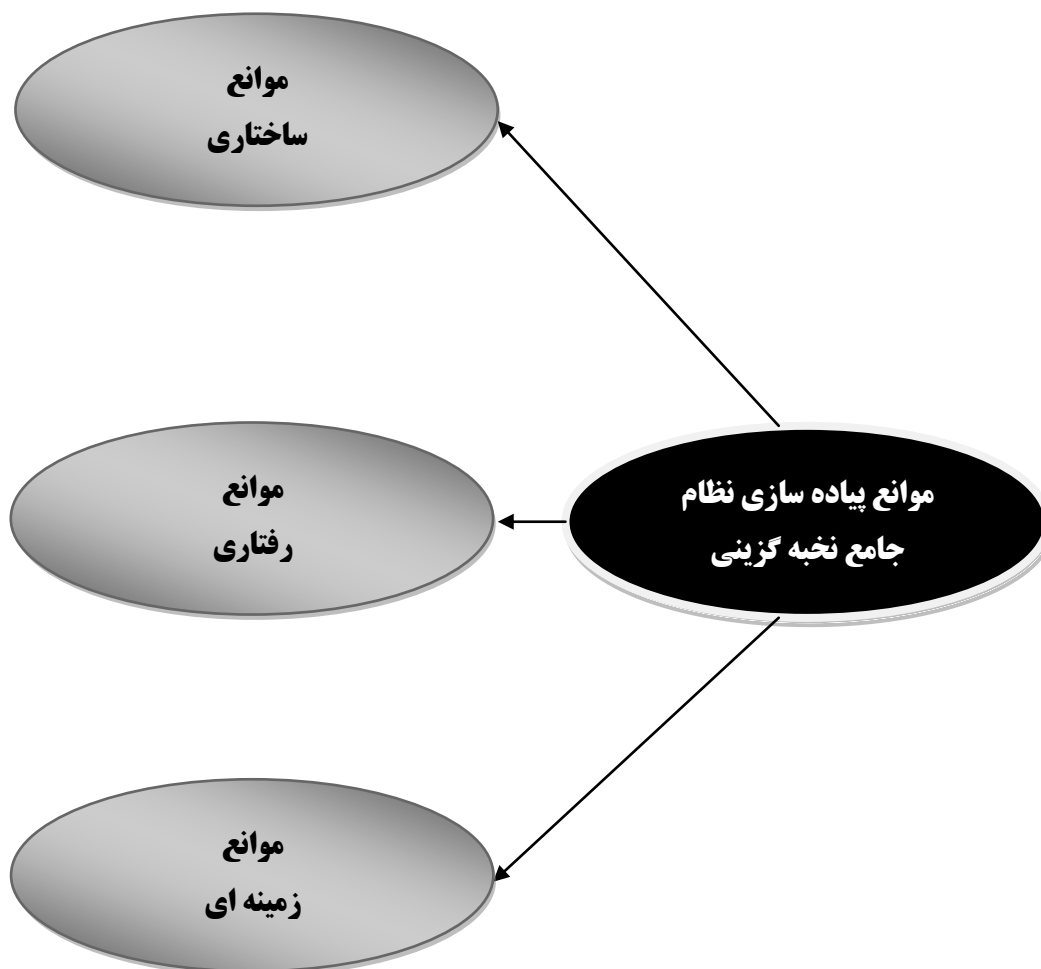 موانع
ساختاری
موانع پیاده سازی نظام
جامع نخبه گزینی
موانع
رفتاری
موانع
زمینه ای